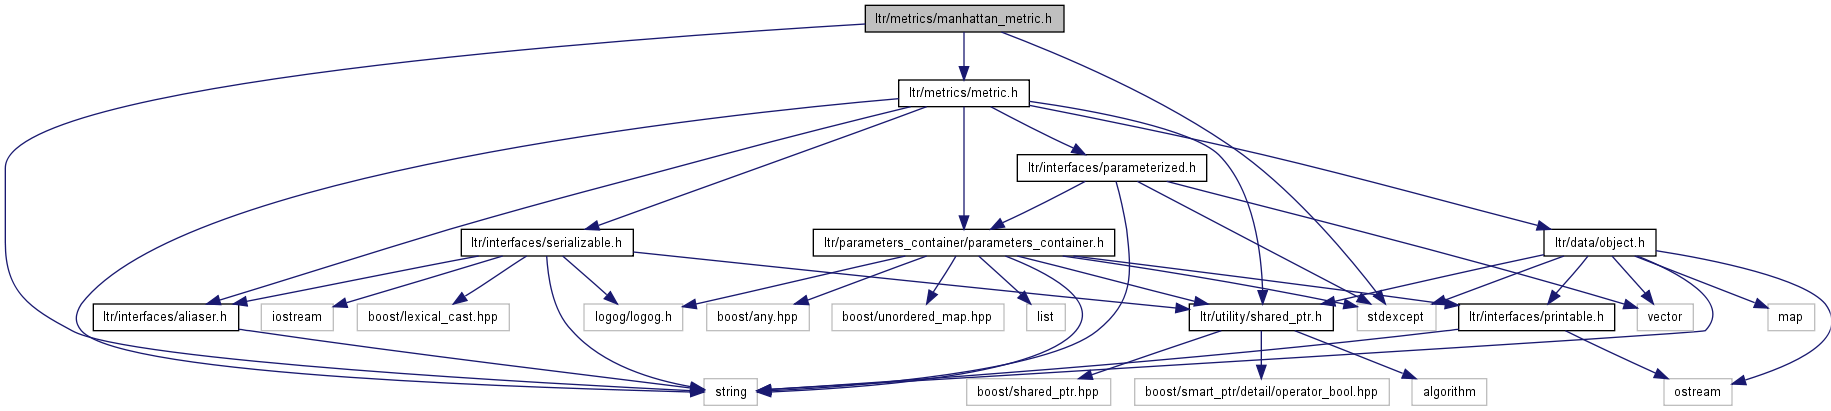 ltr/metrics/manhattan_metric.h
ltr/metrics/metric.h
ltr/interfaces/parameterized.h
ltr/interfaces/serializable.h
ltr/parameters_container/parameters_container.h
ltr/data/object.h
ltr/interfaces/aliaser.h
iostream
boost/lexical_cast.hpp
logog/logog.h
boost/any.hpp
boost/unordered_map.hpp
list
ltr/utility/shared_ptr.h
stdexcept
ltr/interfaces/printable.h
vector
map
string
boost/shared_ptr.hpp
boost/smart_ptr/detail/operator_bool.hpp
algorithm
ostream